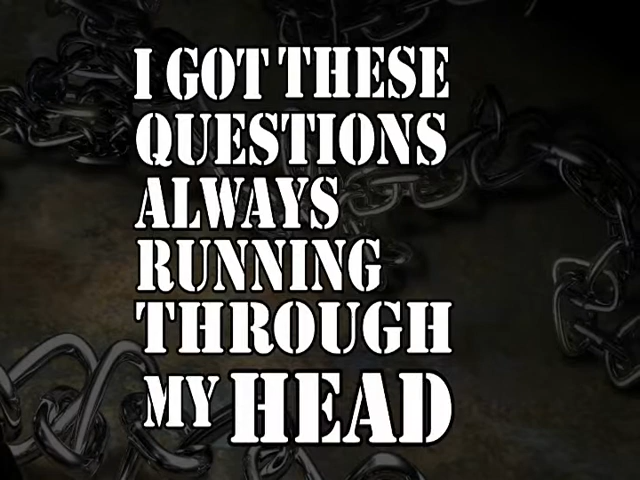 I GOT THESE
QUESTIONS
ALWAYS
RUNNING
THROUGH
MY HEAD